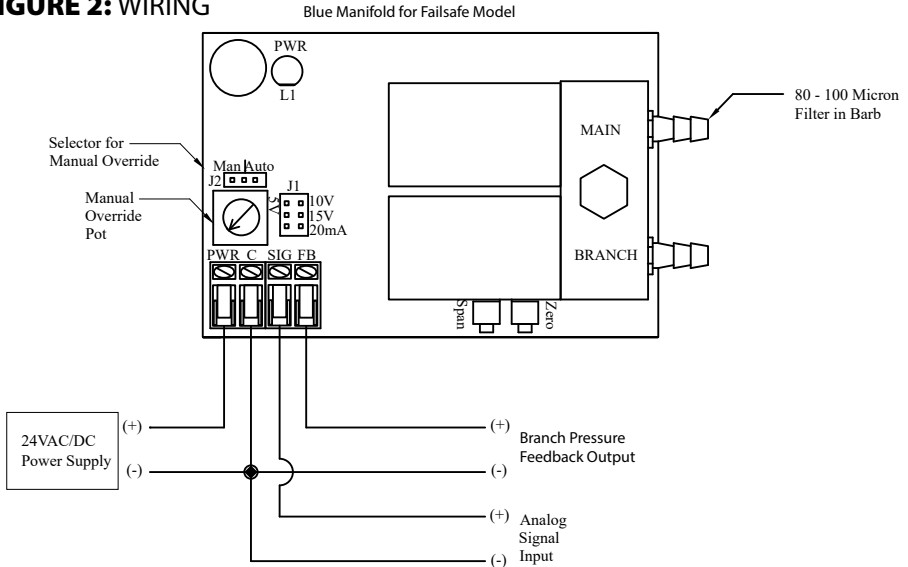 IGURE 2: WIRING
Blue Manifold for Failsafe Model
PWR
L1
80 - 100 Micron
Filter in Barb
MAIN
Selector for
Manual Override
Man Auto
J2
J1
Manual
Override
Pot
5V
10V
15V
20mA
PWR C SIG FB
BRANCH
Span
Zero
24VAC/DC
Power Supply
(+)
(-)
(+)
(-)
Branch Pressure
Feedback Output
(+)
(-)
Analog
Signal
Input